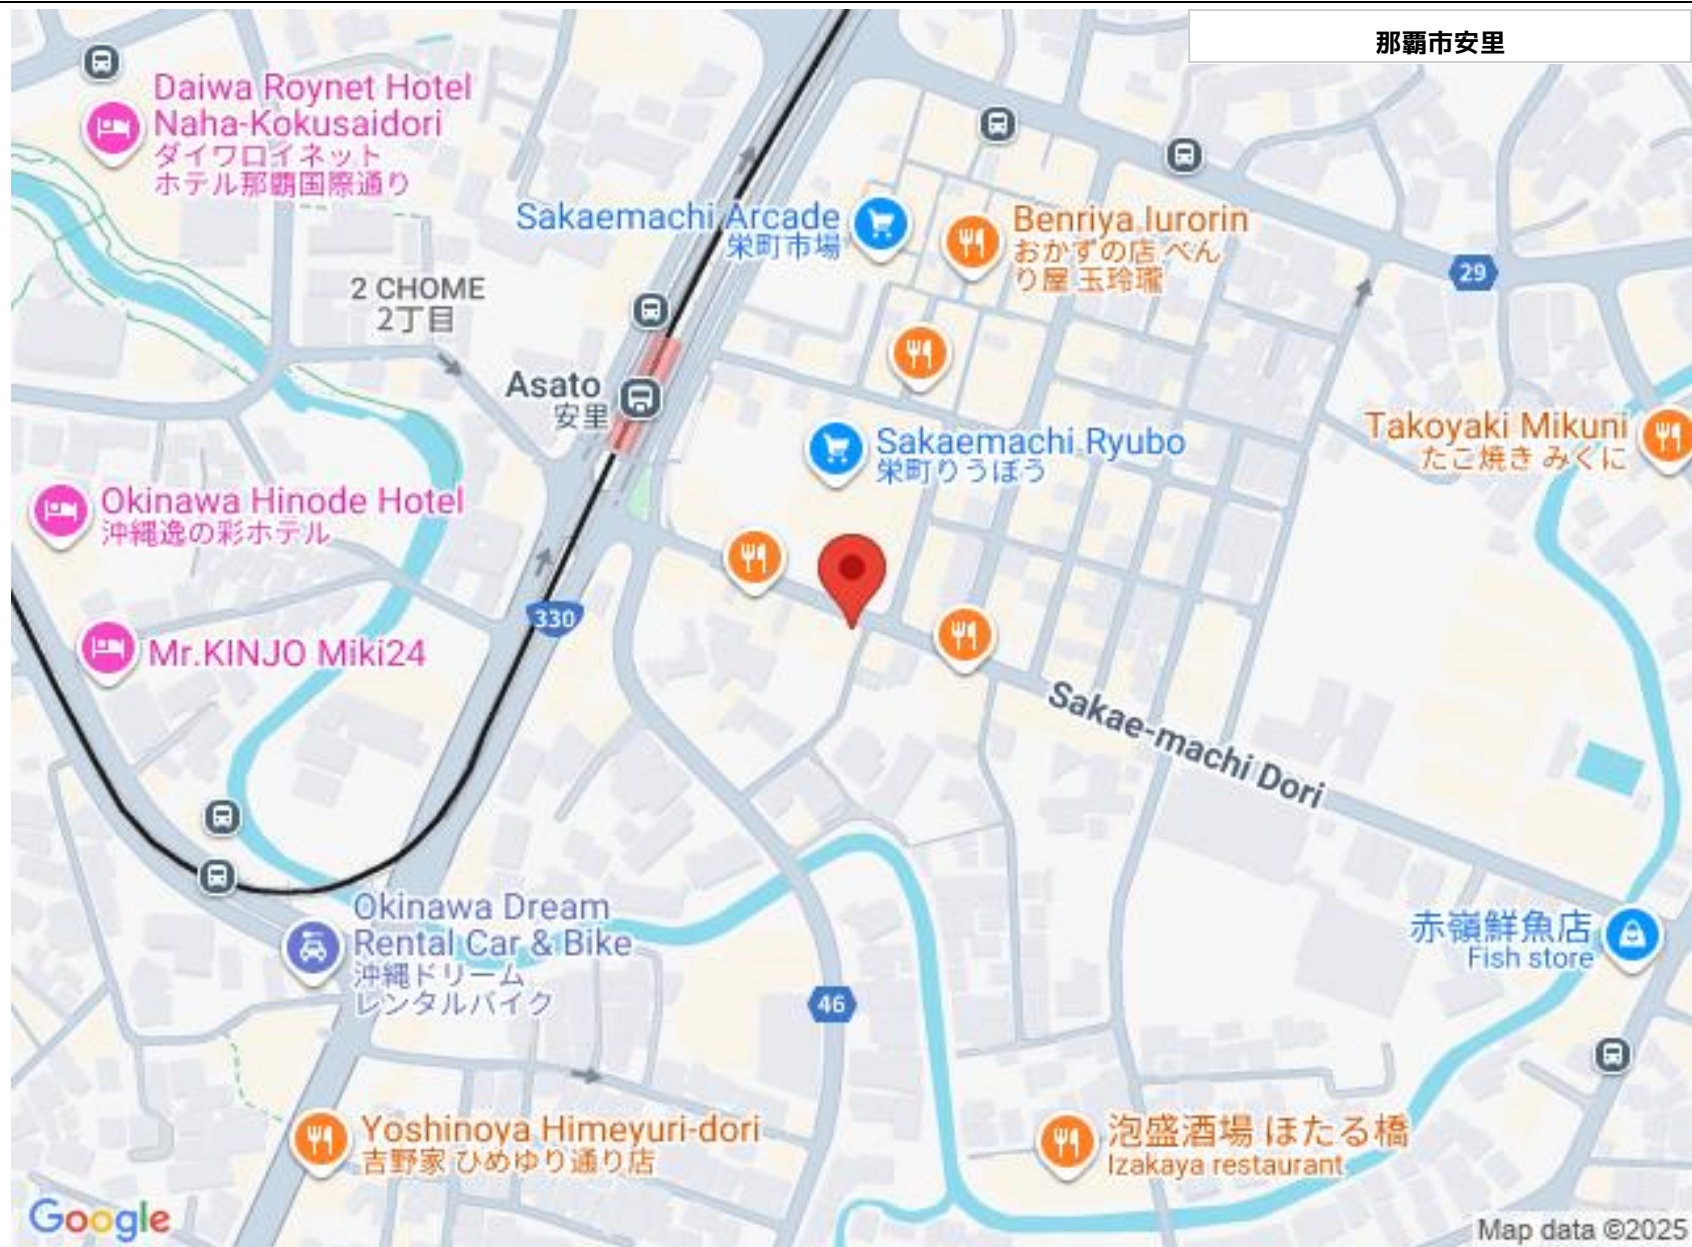 那覇市安里
Daiwa Roynet Hotel
Naha-Kokusaidori
ダイワロイネット
ホテル那覇国際通り
Sakaemachi Arcade
栄町市場
Benriya Iurorin
おかずの店 べん
り屋 玉玲瓏
29
2 CHOME
2丁目
Asato
安里
Sakaemachi Ryubo
栄町りうぼう
Takoyaki Mikuni
たこ焼き みくに
Okinawa Hinode Hotel
沖縄逸の彩ホテル
330
Mr.KINJO Miki24
Sakae-machi Dori
Okinawa Dream
Rental Car & Bike
沖縄ドリーム
レンタルバイク
赤嶺鮮魚店
Fish store
46
Yoshinoya Himeyuri-dori
吉野家 ひめゆり通り店
泡盛酒場 ほたる橋
Izakaya restaurant
Google
Map data ©2025